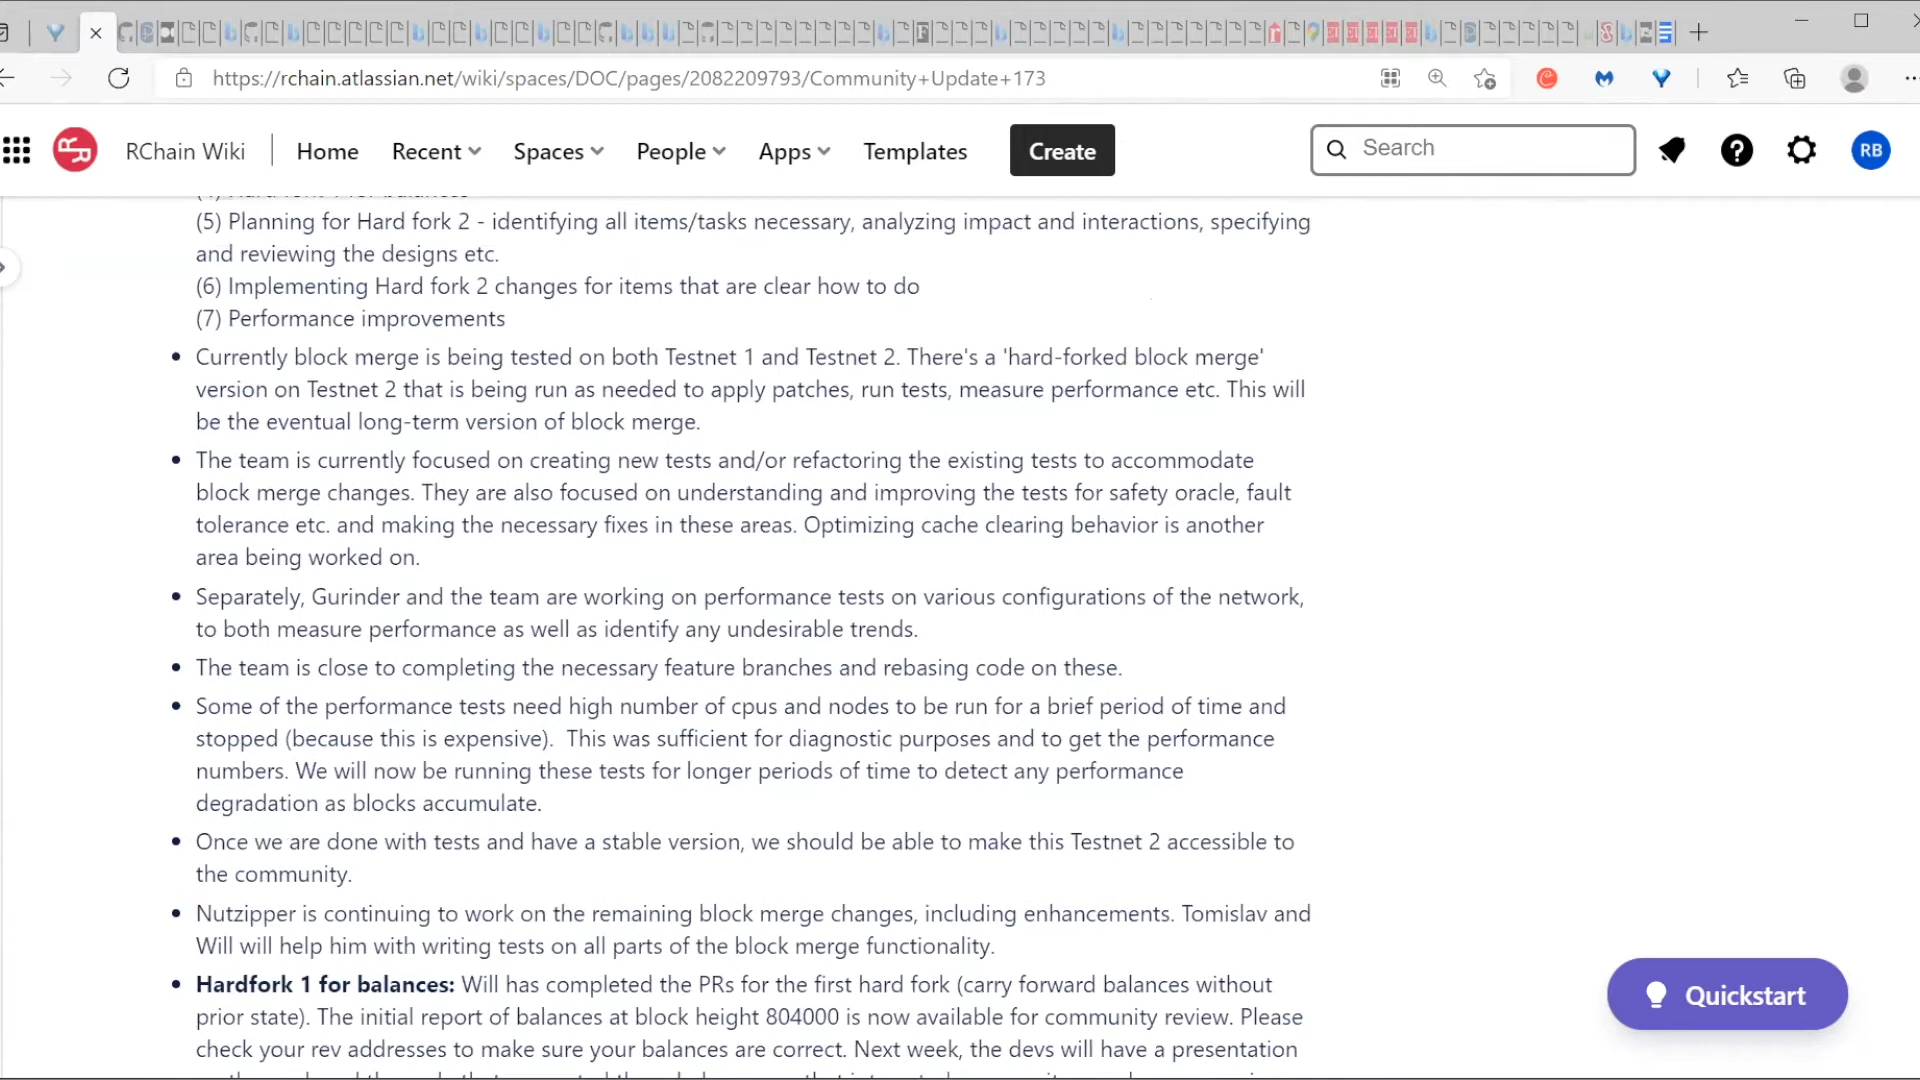 https://rchain.atlassian.net/wiki/spaces/DOC/pages/2082209793/Community+Update+173
RChain Wiki
Home
Recent
Spaces
People
Apps
Templates
Create
Search
RB
(5) Planning for Hard fork 2 - identifying all items/tasks necessary, analyzing impact and interactions, specifying
and reviewing the designs etc.
(6) Implementing Hard fork 2 changes for items that are clear how to do
(7) Performance improvements
• Currently block merge is being tested on both Testnet 1 and Testnet 2. There's a 'hard-forked block merge'
version on Testnet 2 that is being run as needed to apply patches, run tests, measure performance etc. This will
be the eventual long-term version of block merge.
• The team is currently focused on creating new tests and/or refactoring the existing tests to accommodate
block merge changes. They are also focused on understanding and improving the tests for safety oracle, fault
tolerance etc. and making the necessary fixes in these areas. Optimizing cache clearing behavior is another
area being worked on.
• Separately, Gurinder and the team are working on performance tests on various configurations of the network,
to both measure performance as well as identify any undesirable trends.
• The team is close to completing the necessary feature branches and rebasing code on these.
• Some of the performance tests need high number of cpus and nodes to be run for a brief period of time and
stopped (because this is expensive).  This was sufficient for diagnostic purposes and to get the performance
numbers. We will now be running these tests for longer periods of time to detect any performance
degradation as blocks accumulate.
• Once we are done with tests and have a stable version, we should be able to make this Testnet 2 accessible to
the community.
• Nutzipper is continuing to work on the remaining block merge changes, including enhancements. Tomislav and
Will will help him with writing tests on all parts of the block merge functionality.
• Hardfork 1 for balances: Will has completed the PRs for the first hard fork (carry forward balances without
prior state). The initial report of balances at block height 804000 is now available for community review. Please
check your rev addresses to make sure your balances are correct. Next week, the devs will have a presentation
Quickstart